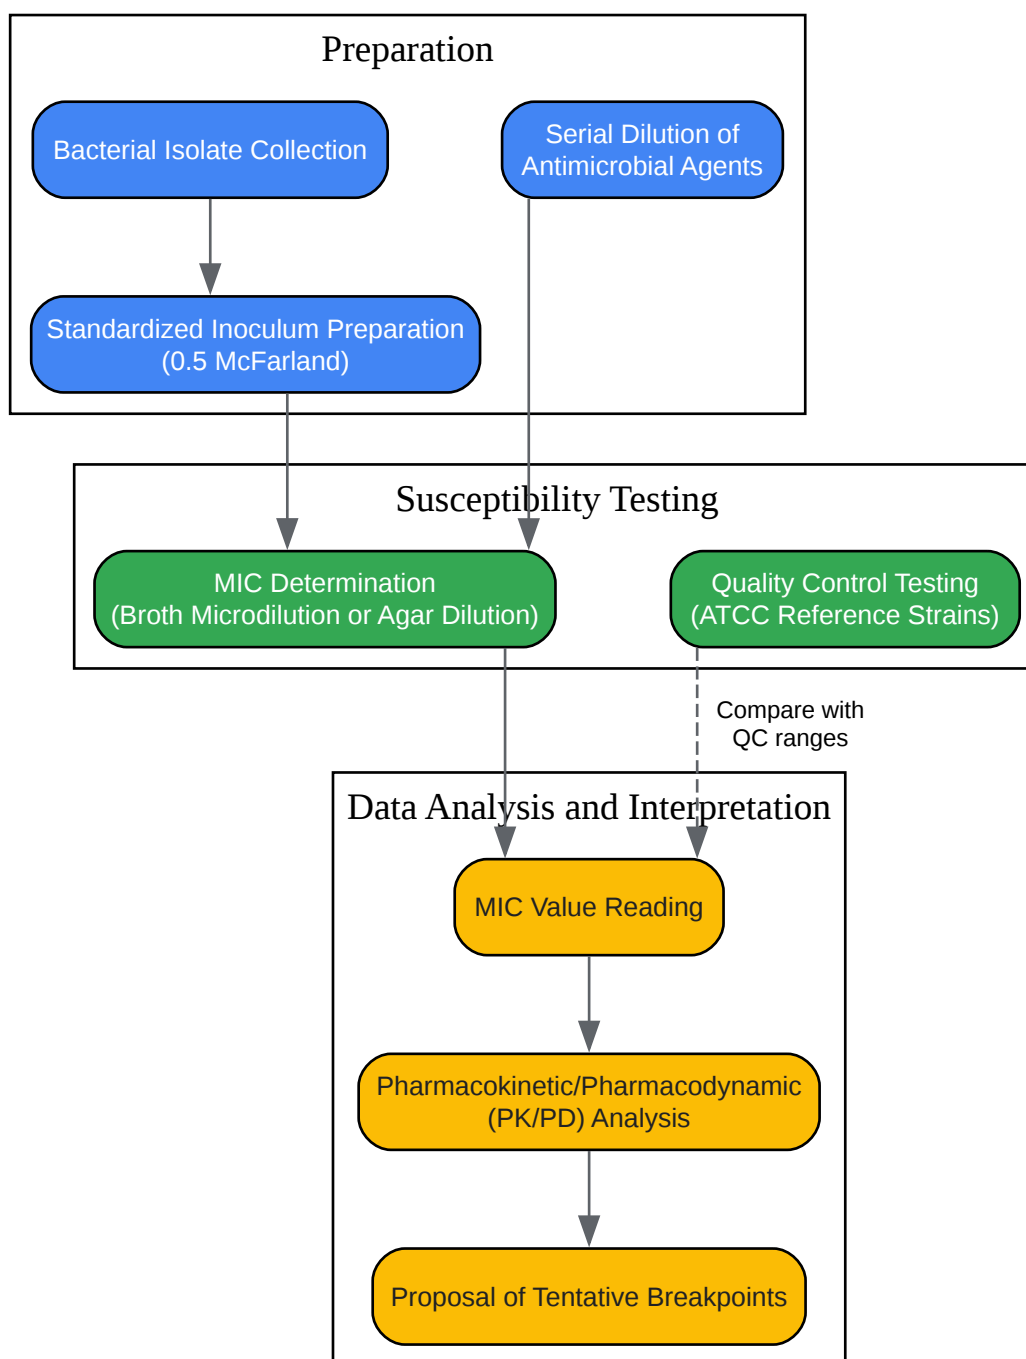 Preparation
Bacterial Isolate Collection
Serial Dilution of
Antimicrobial Agents
Standardized Inoculum Preparation
(0.5 McFarland)
Susceptibility Testing
MIC Determination
(Broth Microdilution or Agar Dilution)
Quality Control Testing
(ATCC Reference Strains)
Compare with
QC ranges
Data Analysis and Interpretation
MIC Value Reading
Pharmacokinetic/Pharmacodynamic
(PK/PD) Analysis
Proposal of Tentative Breakpoints